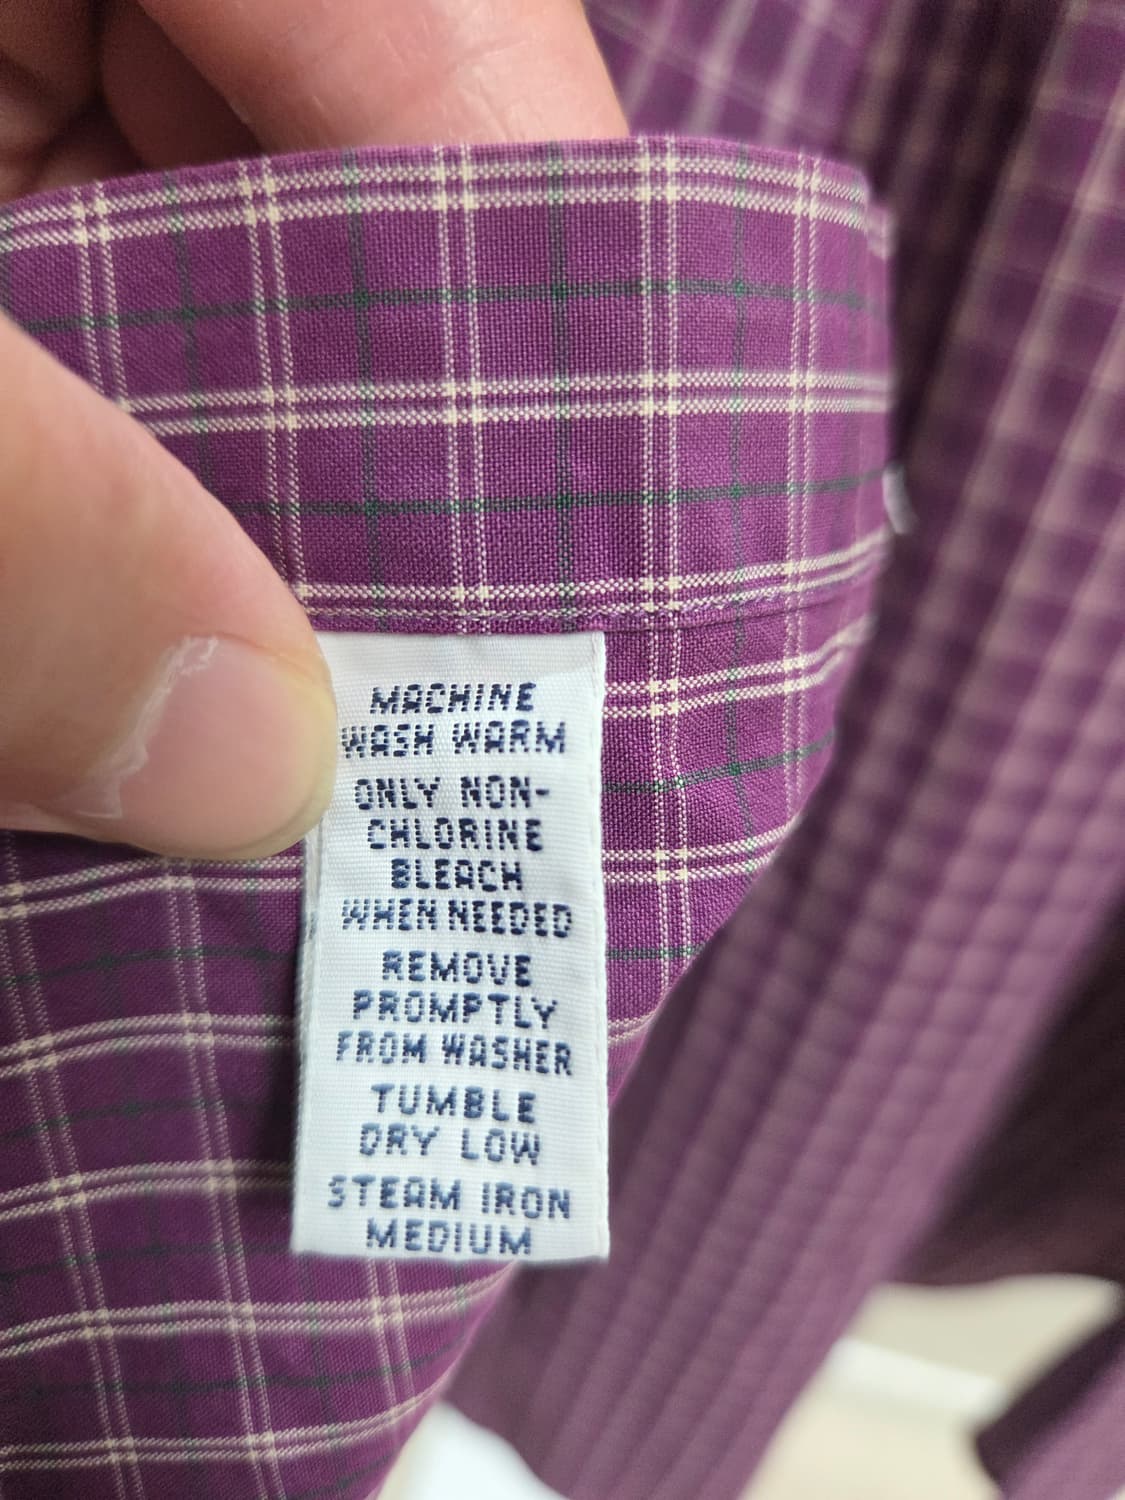 MACHINE
WASH WARM
ONLY NON-
CHLORINE
BLEACH
WHEN NEEDED
REMOVE
PROMPTLY
FROM WASHER
TUMBLE
DRY LOW
STEAM IRON
MEDIUM